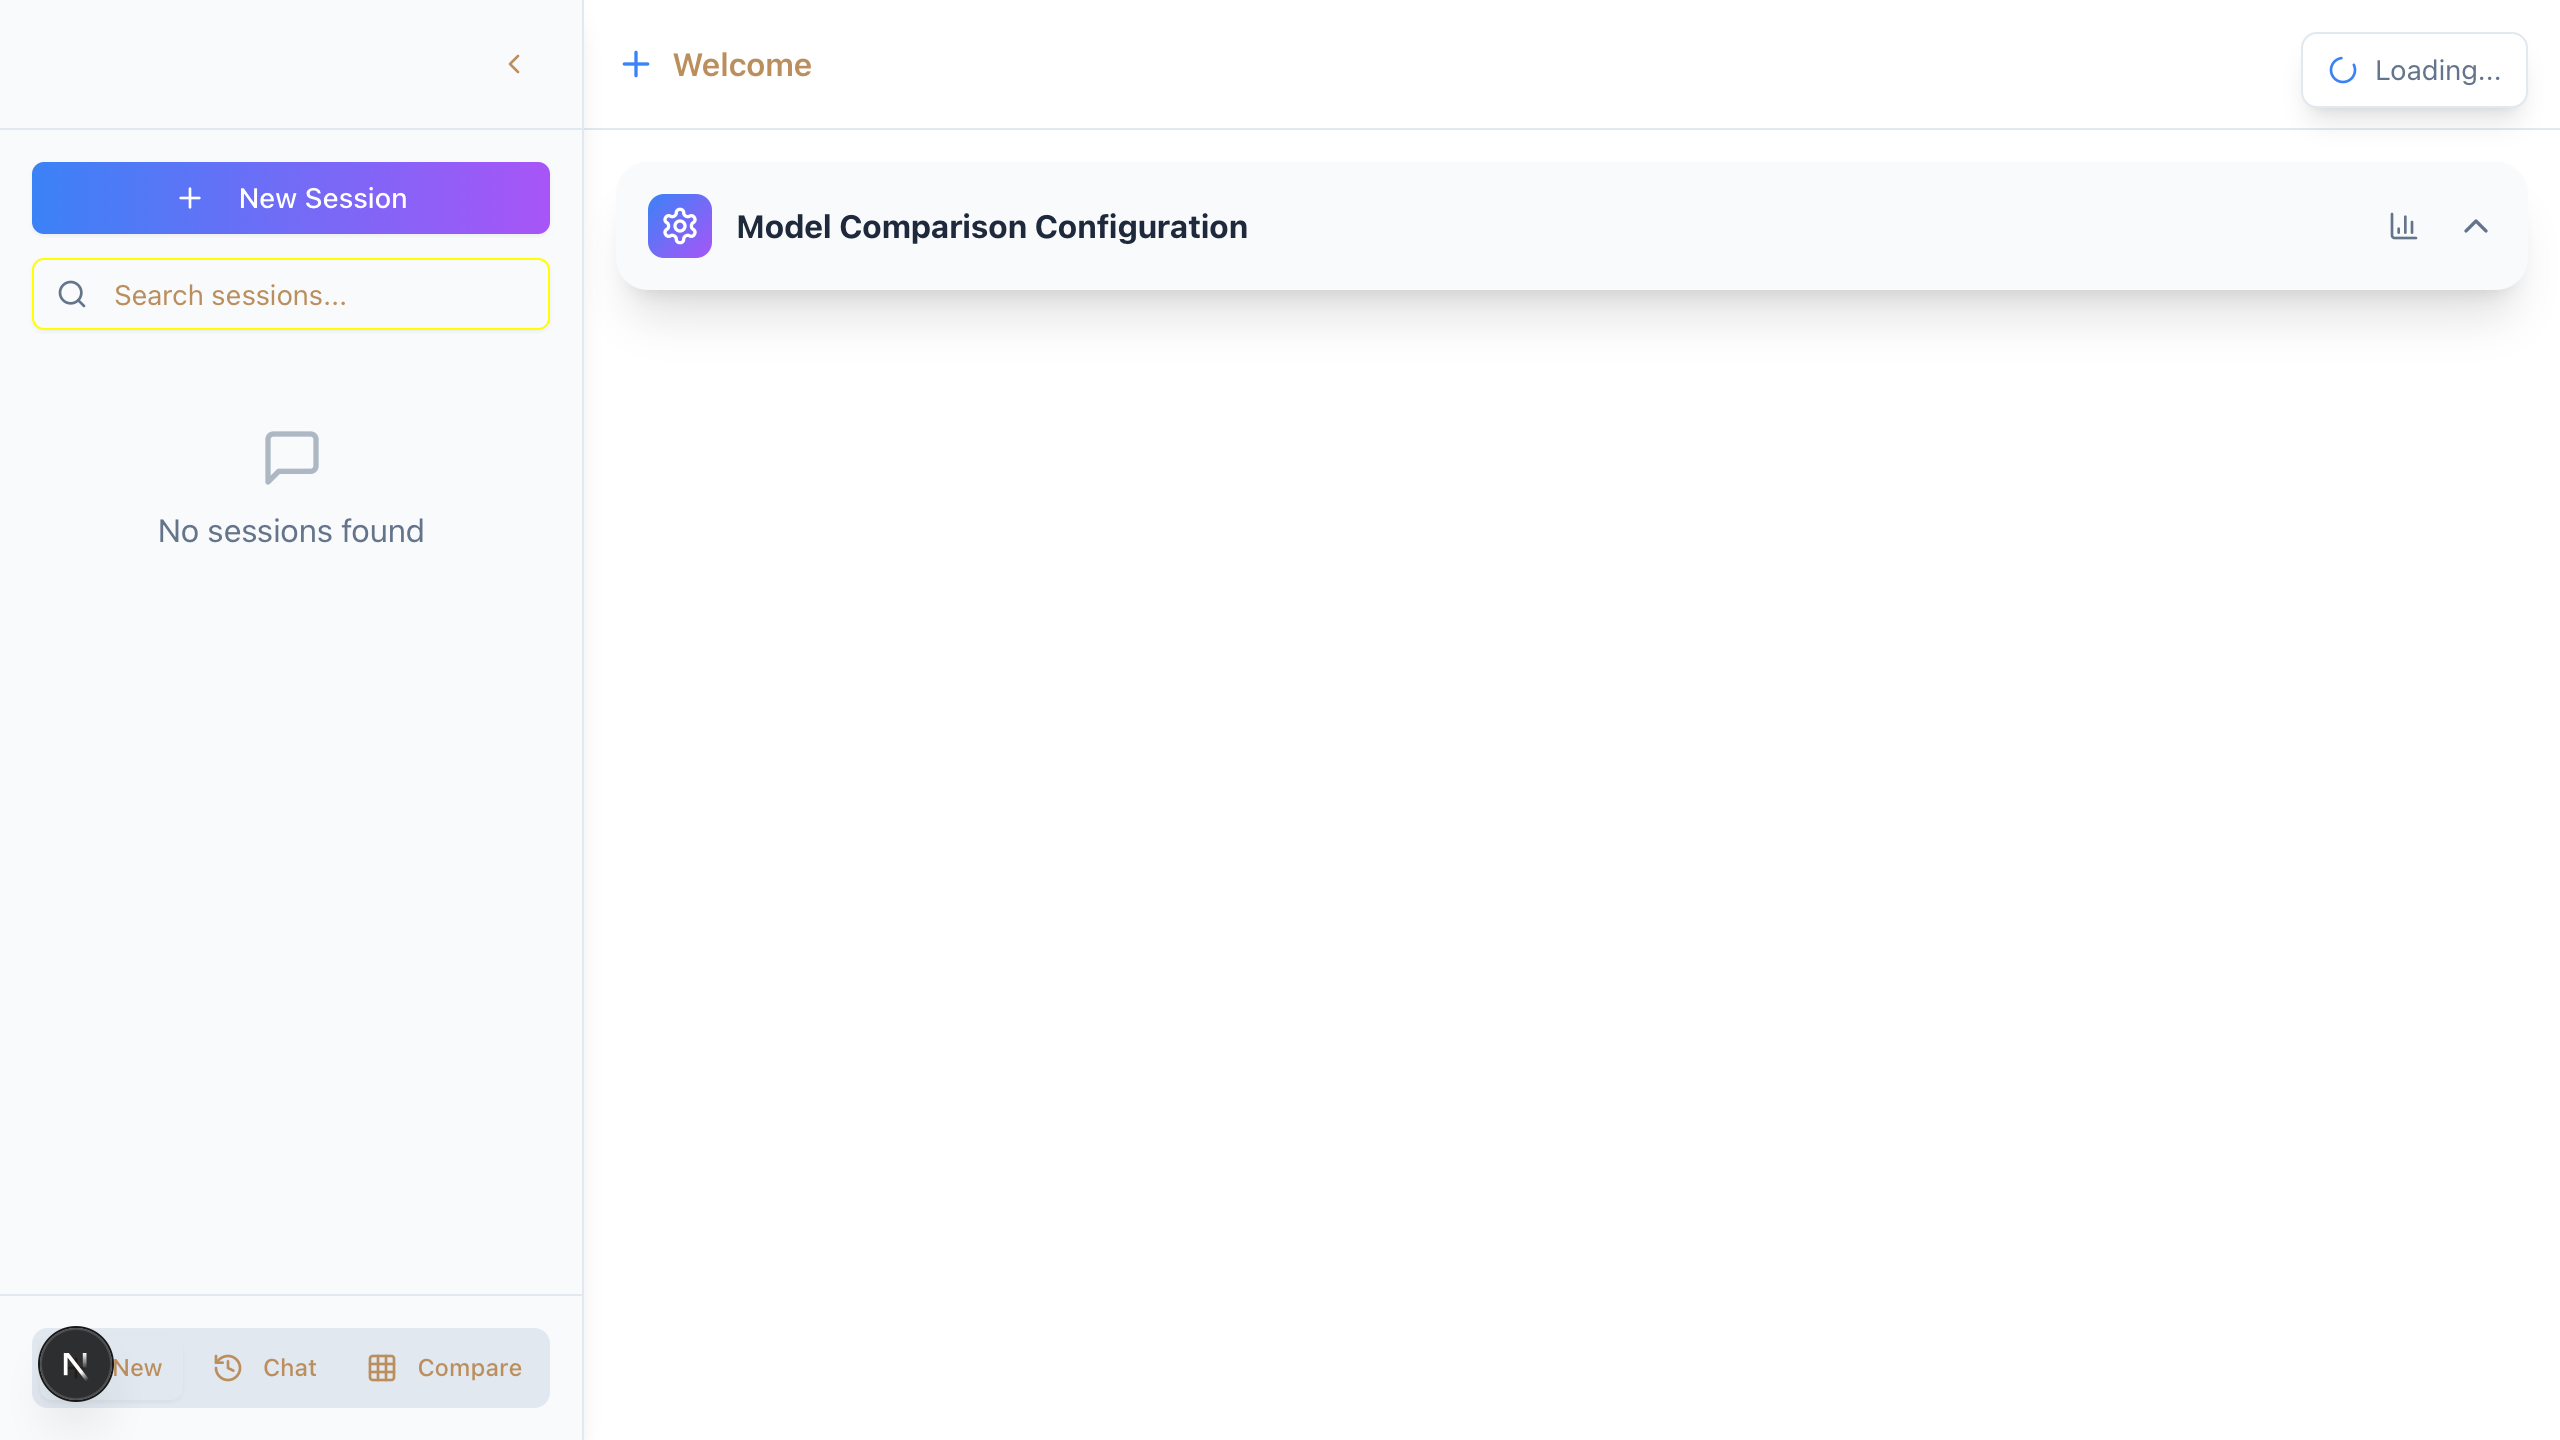 Welcome
Loading...
New Session
Search sessions...
No sessions found
Model Comparison Configuration
N
New
Chat
Compare